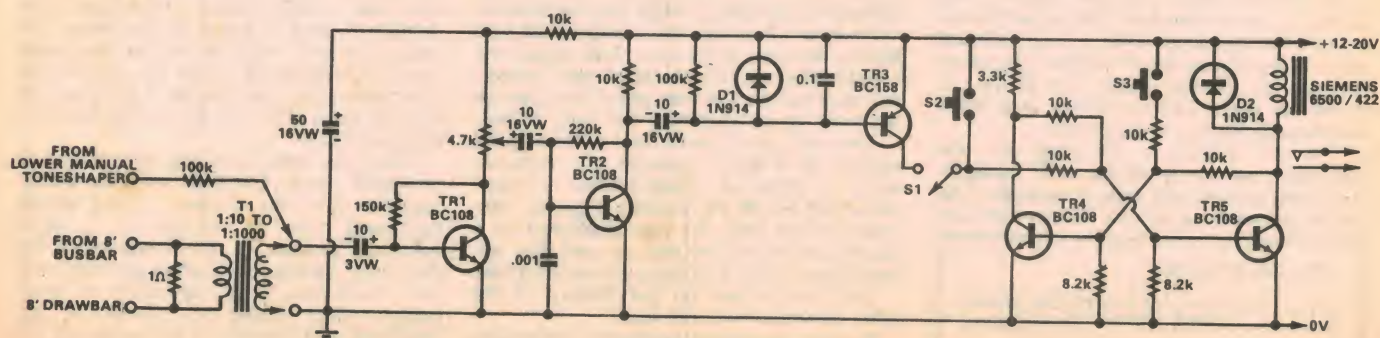 10k
+12-20V
10k
100k
D1
1N914
0.1
TR3
BC158
S2
3.3k
10k
S3
D2
1N914
SIEMENS
6500/422
50
16VW
+
-
4.7k
10
16VW
+ -
220k
- +
10
16VW
10k
10k
10k
FROM
LOWER MANUAL
TONESHAPER
100k
TR2
BC108
S1
TR4
BC108
TR5
BC108
T1
1:10 TO
1:1000
150k
TR1
BC108
- +
10
3VW
FROM 8'
BUSBAR
1Ω
.001
8.2k
8.2k
8' DRAWBAR
0V